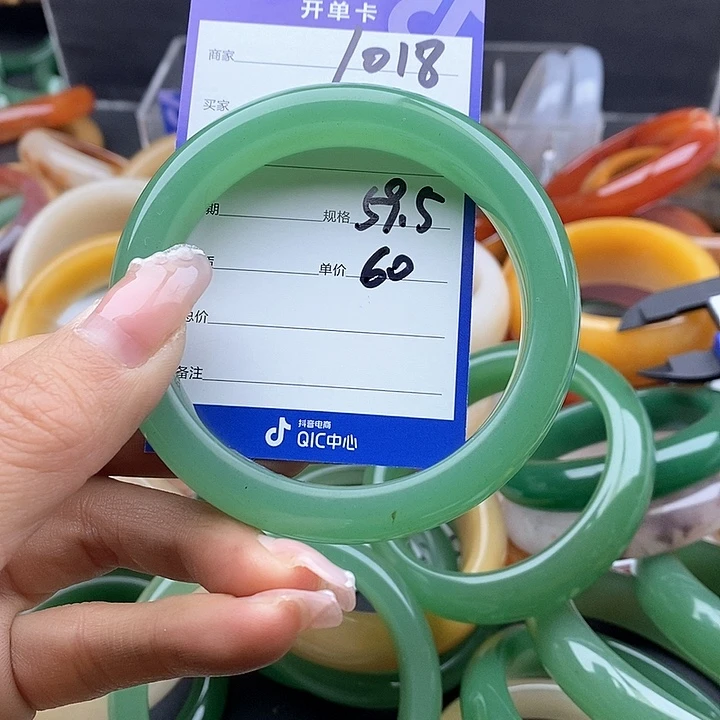 开单卡
商家 1018
买家
期 规格 59.5
单价 60
总价
备注
抖音电商
QIC中心